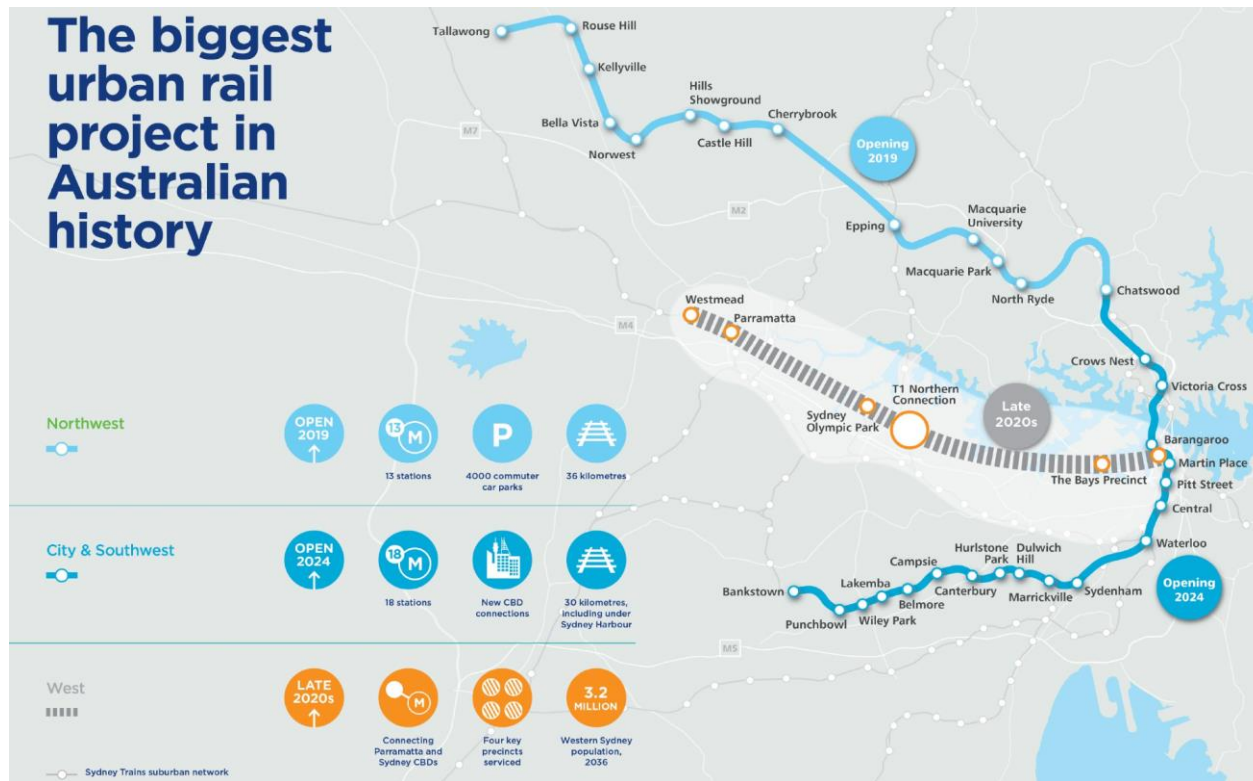 The biggest
urban rail
project in
Australian
history
Tallawong
Rouse Hill
Kellyville
Bella Vista
Norwest
Hills
Showground
Castle Hill
Cherrybrook
Opening
2019
M7
M2
Epping
Macquarie
University
Macquarie Park
North Ryde
Chatswood
Westmead
Parramatta
M4
Crows Nest
Victoria Cross
T1 Northern
Connection
Sydney
Olympic Park
Late
2020s
Barangaroo
Martin Place
The Bays Precinct
Pitt Street
Central
Waterloo
Opening
2024
Bankstown
Punchbowl
Lakemba
Wiley Park
Belmore
Campsie
Canterbury
Hurlstone
Park
Dulwich
Hill
Marrickville
Sydenham
M5
Northwest
OPEN
2019
13 M
13 stations
P
4000 commuter
car parks
36 kilometres
City & Southwest
OPEN
2024
18 M
18 stations
New CBD
connections
30 kilometres,
including under
Sydney Harbour
West
LATE
2020s
M
Connecting
Parramatta and
Sydney CBDs
Four key
precincts
serviced
3.2
MILLION
Western Sydney
population,
2036
Sydney Trains suburban network